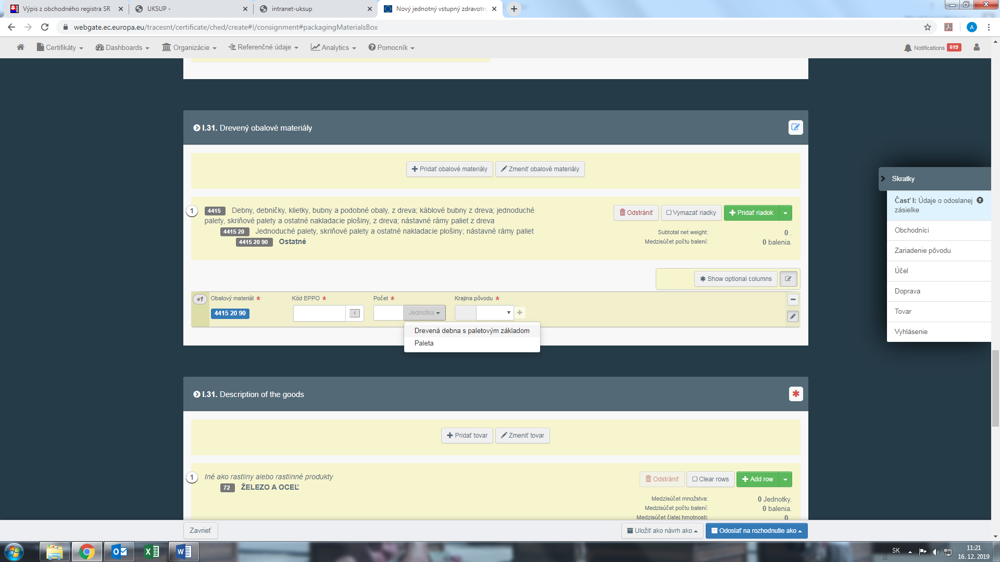 Výpis z obchodného registra SR
UKSUP -
intranet-uksup
Nový jednotný vstupný zdravotn
webgate.ec.europa.eu/tracesnt/certificate/ched/create#!/consignment#packagingMaterialsBox
A
Certifikáty
Dashboards
Organizácie
Referenčné údaje
Analytics
Pomocník
Notifications 619
I.31. Drevený obalové materiály
Pridať obalové materiály
Zmeniť obalové materiály
1
4415 Debny, debničky, klietky, bubny a podobné obaly, z dreva; káblové bubny z dreva; jednoduché
palety, skriňové palety a ostatné nakladacie plošiny, z dreva; nástavné rámy paliet z dreva
4415 20 Jednoduché palety, skriňové palety a ostatné nakladacie plošiny; nástavné rámy paliet
4415 20 90 Ostatné
Odstrániť
Vymazať riadky
Pridať riadok
Subtotal net weight: 0 .
Medzisúčet počtu balení: 0 balenia.
Show optional columns
#1
Obalový materiál *
Kód EPPO *
Počet *
Krajina pôvodu *
4415 20 90
4
Jednotka
Drevená debna s paletovým základom
Paleta
I.31. Description of the goods
Pridať tovar
Zmeniť tovar
1
Iné ako rastliny alebo rastlinné produkty
72 ŽELEZO A OCEĽ
Odstrániť
Clear rows
Add row
Medzisúčet množstva: 0 Jednotky.
Medzisúčet počtu balení: 0 balenia.
Medzisúčet čistej hmotnosti: 0
Skratky
Časť I: Údaje o odoslanej
zásielke
Obchodníci
Zariadenie pôvodu
Účel
Doprava
Tovar
Vyhlásenie
Zavrieť
Uložiť ako návrh ako
Odoslať na rozhodnutie ako
SK
11:21
16. 12. 2019